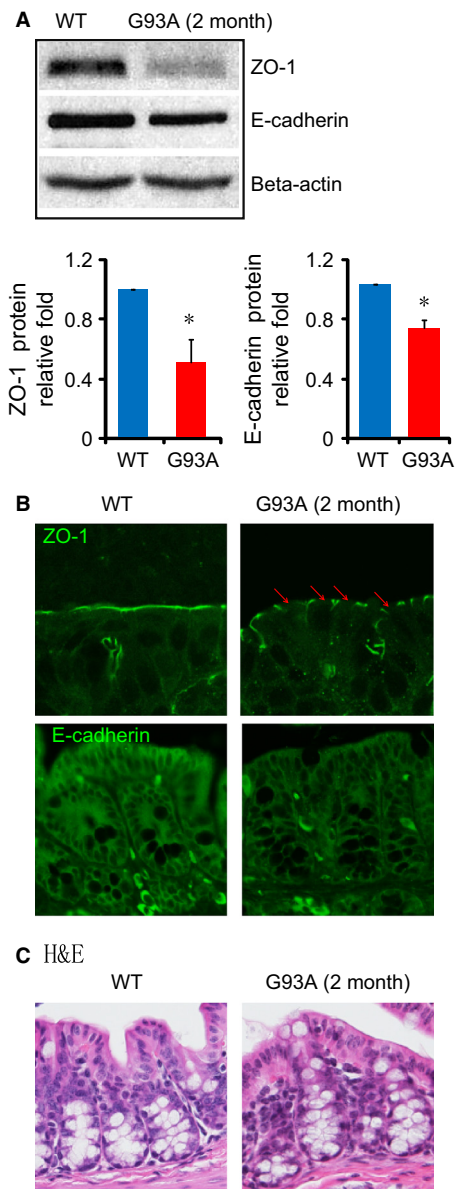 A
WT G93A (2 month)
ZO-1
E-cadherin
Beta-actin
ZO-1 protein
relative fold
1.2
0.8
0.4
0
*
WT G93A
E-cadherin protein
relative fold
1.2
0.8
0.4
0
*
WT G93A
B
WT G93A (2 month)
ZO-1
E-cadherin
C H&E
WT G93A (2 month)